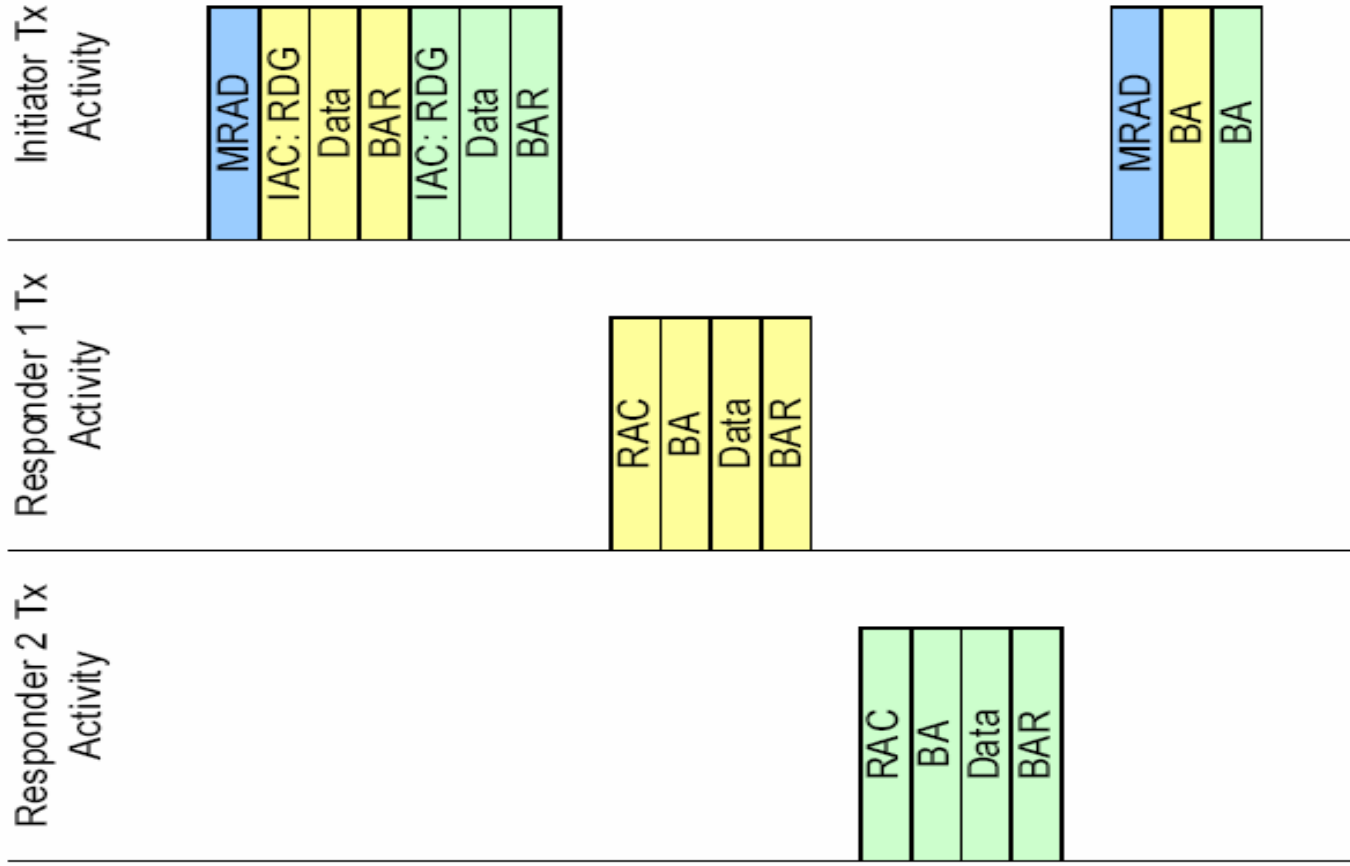 Initiator Tx
Activity
MRAD
IAC: RDG
Data
BAR
IAC: RDG
Data
BAR
MRAD
BA
BA
Responder 1 Tx
Activity
RAC
BA
Data
BAR
Responder 2 Tx
Activity
RAC
BA
Data
BAR